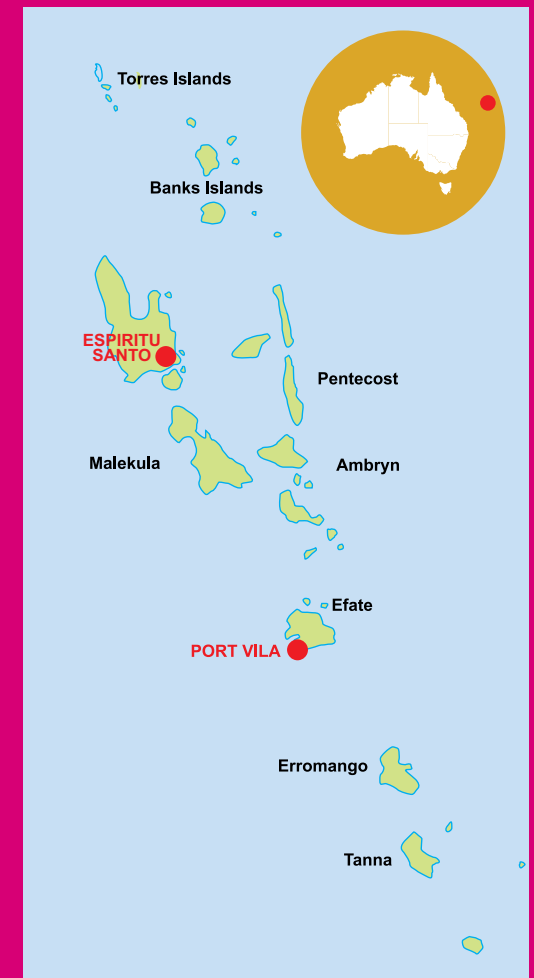 Torres Islands
Banks Islands
ESPIRITU
SANTO
Pentecost
Malekula
Ambryn
Efate
PORT VILA
Erromango
Tanna